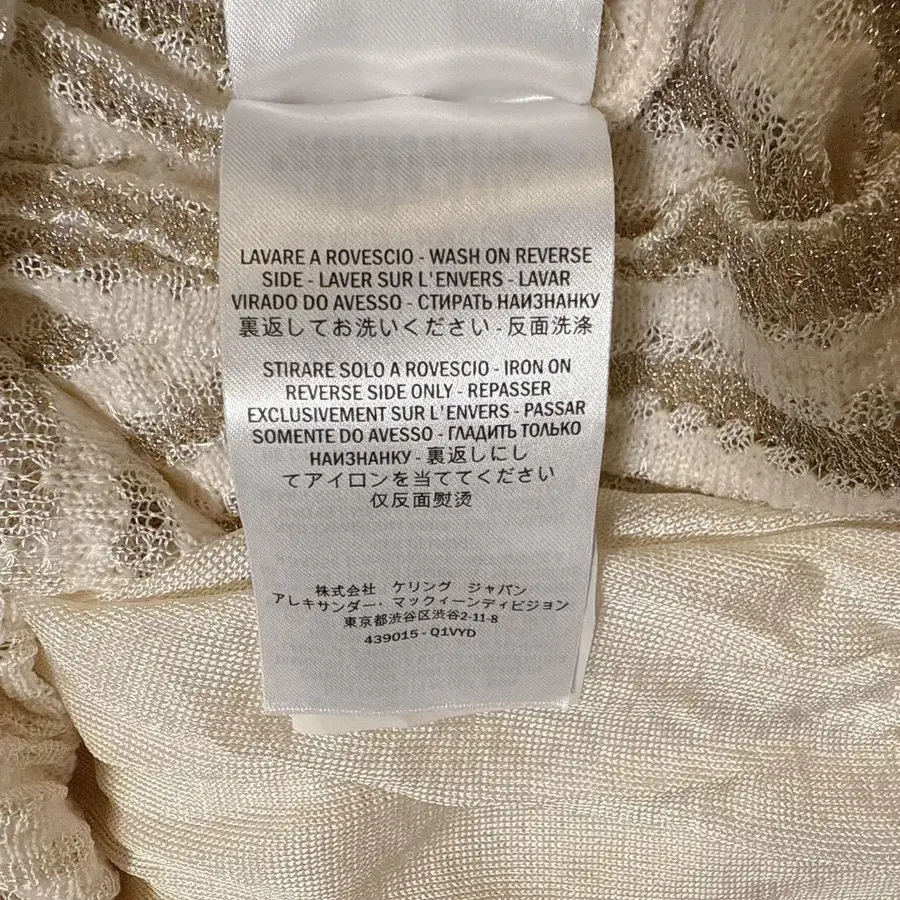 LAVARE A ROVESCIO - WASH ON REVERSE
SIDE - LAVER SUR L'ENVERS - LAVAR
VIRADO DO AVESSO - СТИРАТЬ НАИЗНАНКУ
裏返してお洗いください - 反面洗涤
STIRARE SOLO A ROVESCIO - IRON ON
REVERSE SIDE ONLY - REPASSER
EXCLUSIVEMENT SUR L'ENVERS - PASSAR
SOMENTE DO AVESSO - ГЛАДИТЬ ТОЛЬКО
НАИЗНАНКУ - 裏返しにし
てアイロンを当ててください
仅反面熨烫
株式会社 ケリング ジャパン
アレキサンダー・マックィーンディビジョン
東京都渋谷区渋谷2-11-8
439015 - Q1VYD